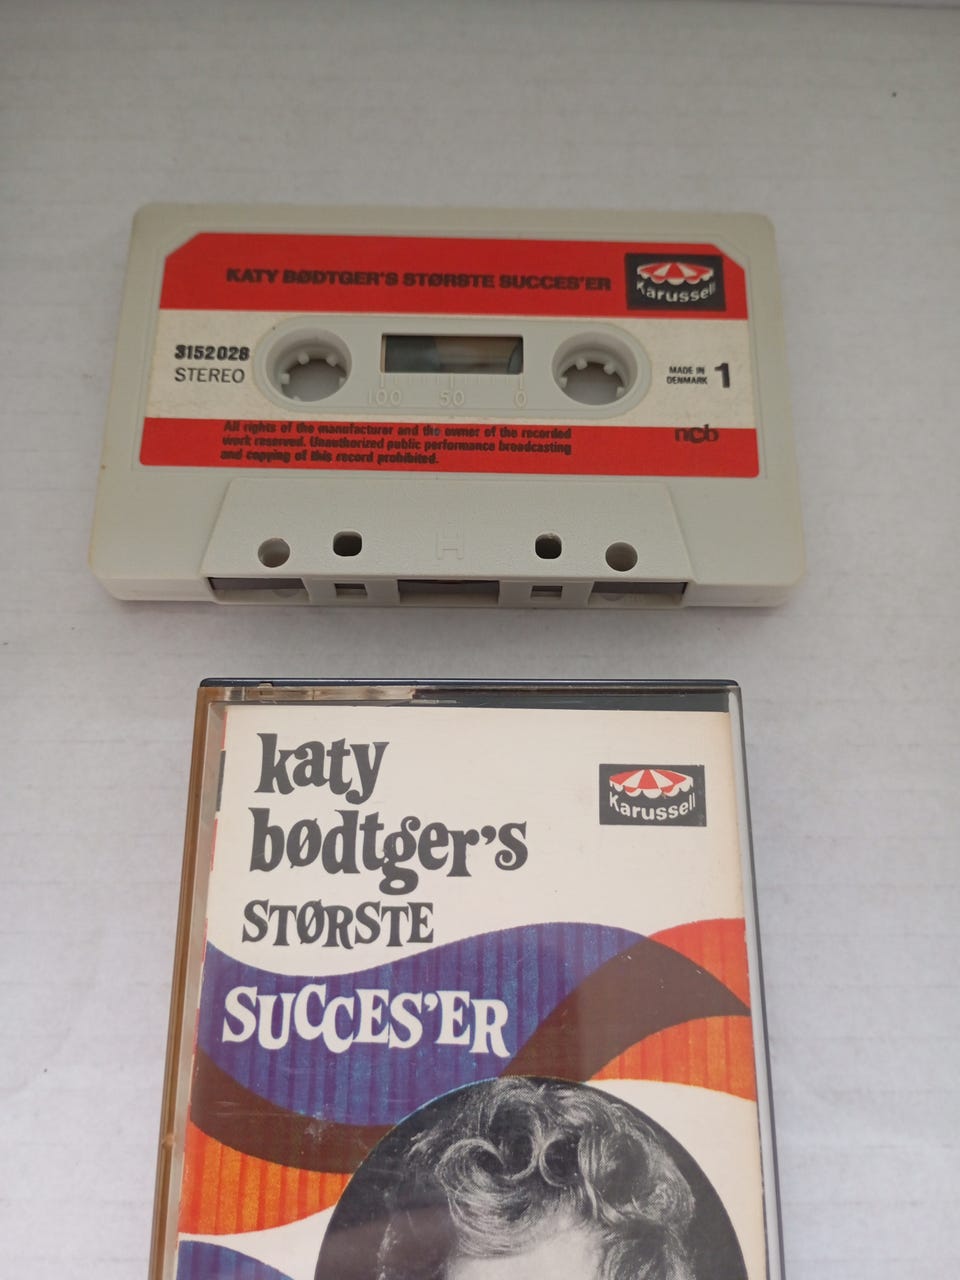 KATY BØDTGER'S STØRSTE SUCCES'ER
Karussell
3152028
STEREO
100 50 0
MADE IN
DENMARK
1
All rights of the manufacturer and the owner of the recorded
work reserved. Unauthorized public performance broadcasting
and copying of this record prohibited.
ncb
H
katy
bødtger's
Karussell
STØRSTE
SUCCES'ER